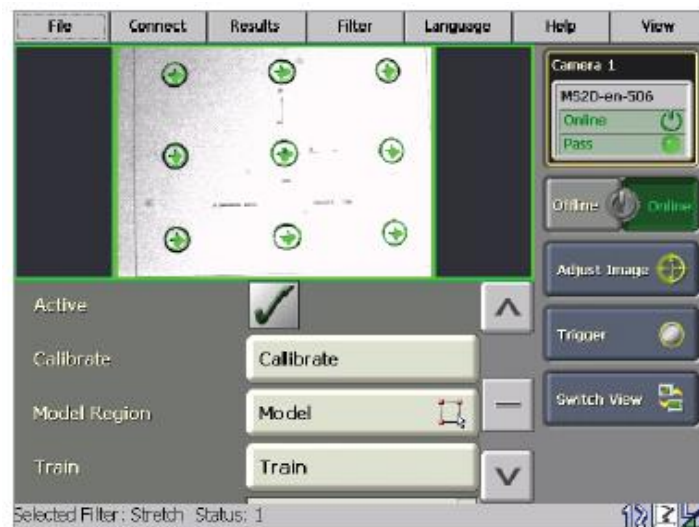 File Connect Results Filter Language Help View
Camera 1
MS2D-en-506
Online
Pass
Offline Online
Adjust Image
Trigger
Switch View
Active
Calibrate Calibrate
Model Region Model
Train Train
Selected Filter: Stretch Status: 1